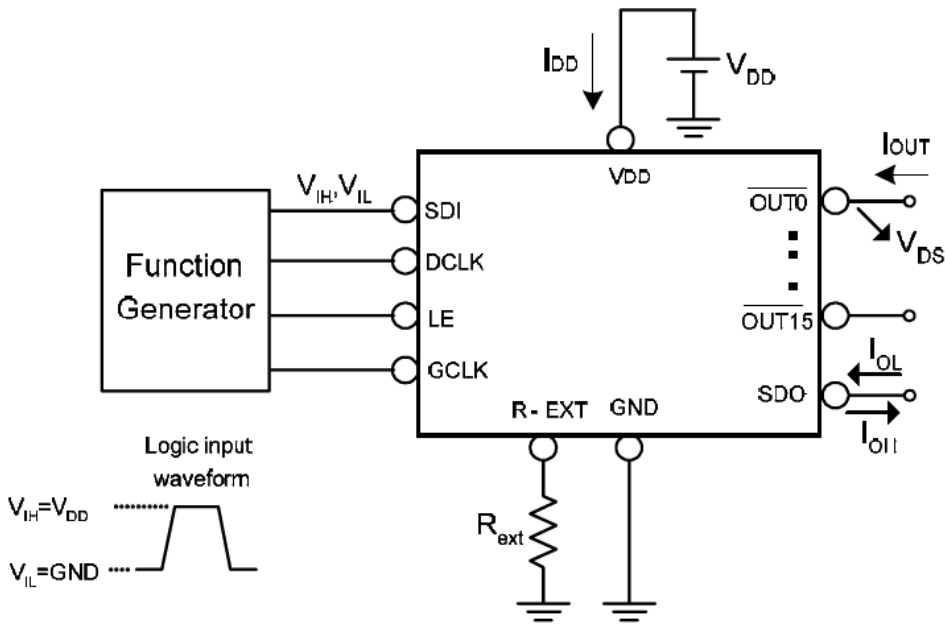 IDD
VDD
VDD
IOUT
VIH,VIL
SDI
OUT0
VDS
DCLK
Function
Generator
LE
OUT15
GCLK
IOL
SDO
R-EXT
GND
IOH
Logic input
waveform
VIH=VDD
Rext
VIL=GND